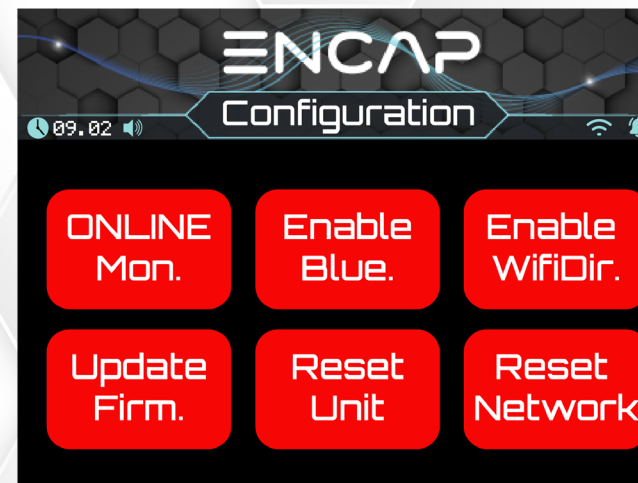 ENCAP
Configuration
09.02
ONLINE
Mon.
Enable
Blue.
Enable
WifiDir.
Update
Firm.
Reset
Unit
Reset
Network